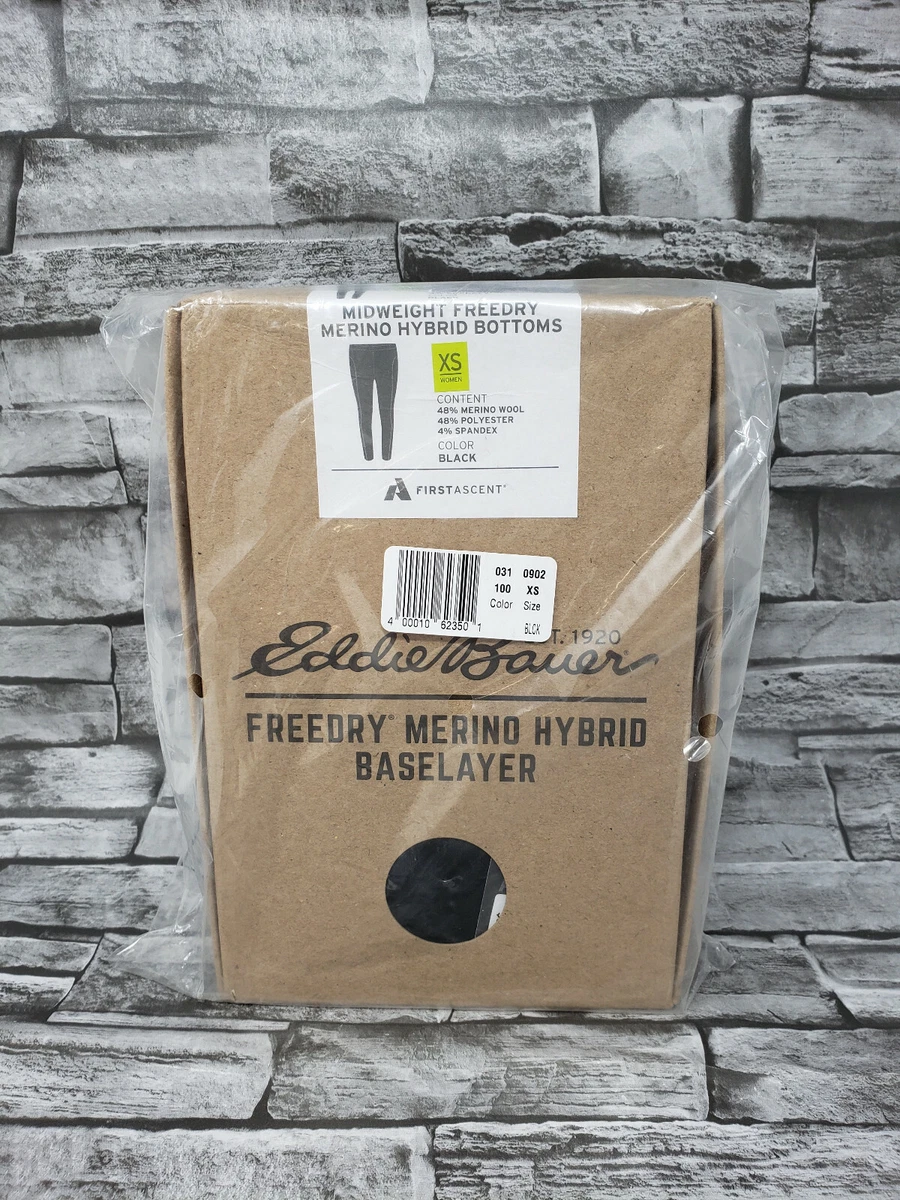 MIDWEIGHT FREEDRY
MERINO HYBRID BOTTOMS
XS
WOMEN
CONTENT
48% MERINO WOOL
48% POLYESTER
4% SPANDEX
COLOR
BLACK
FIRSTASCENT®
031 0902
100 XS
Color Size
4 00010 62350 1
BLCK
T. 1920
Eddie Bauer
FREEDRY® MERINO HYBRID
BASELAYER